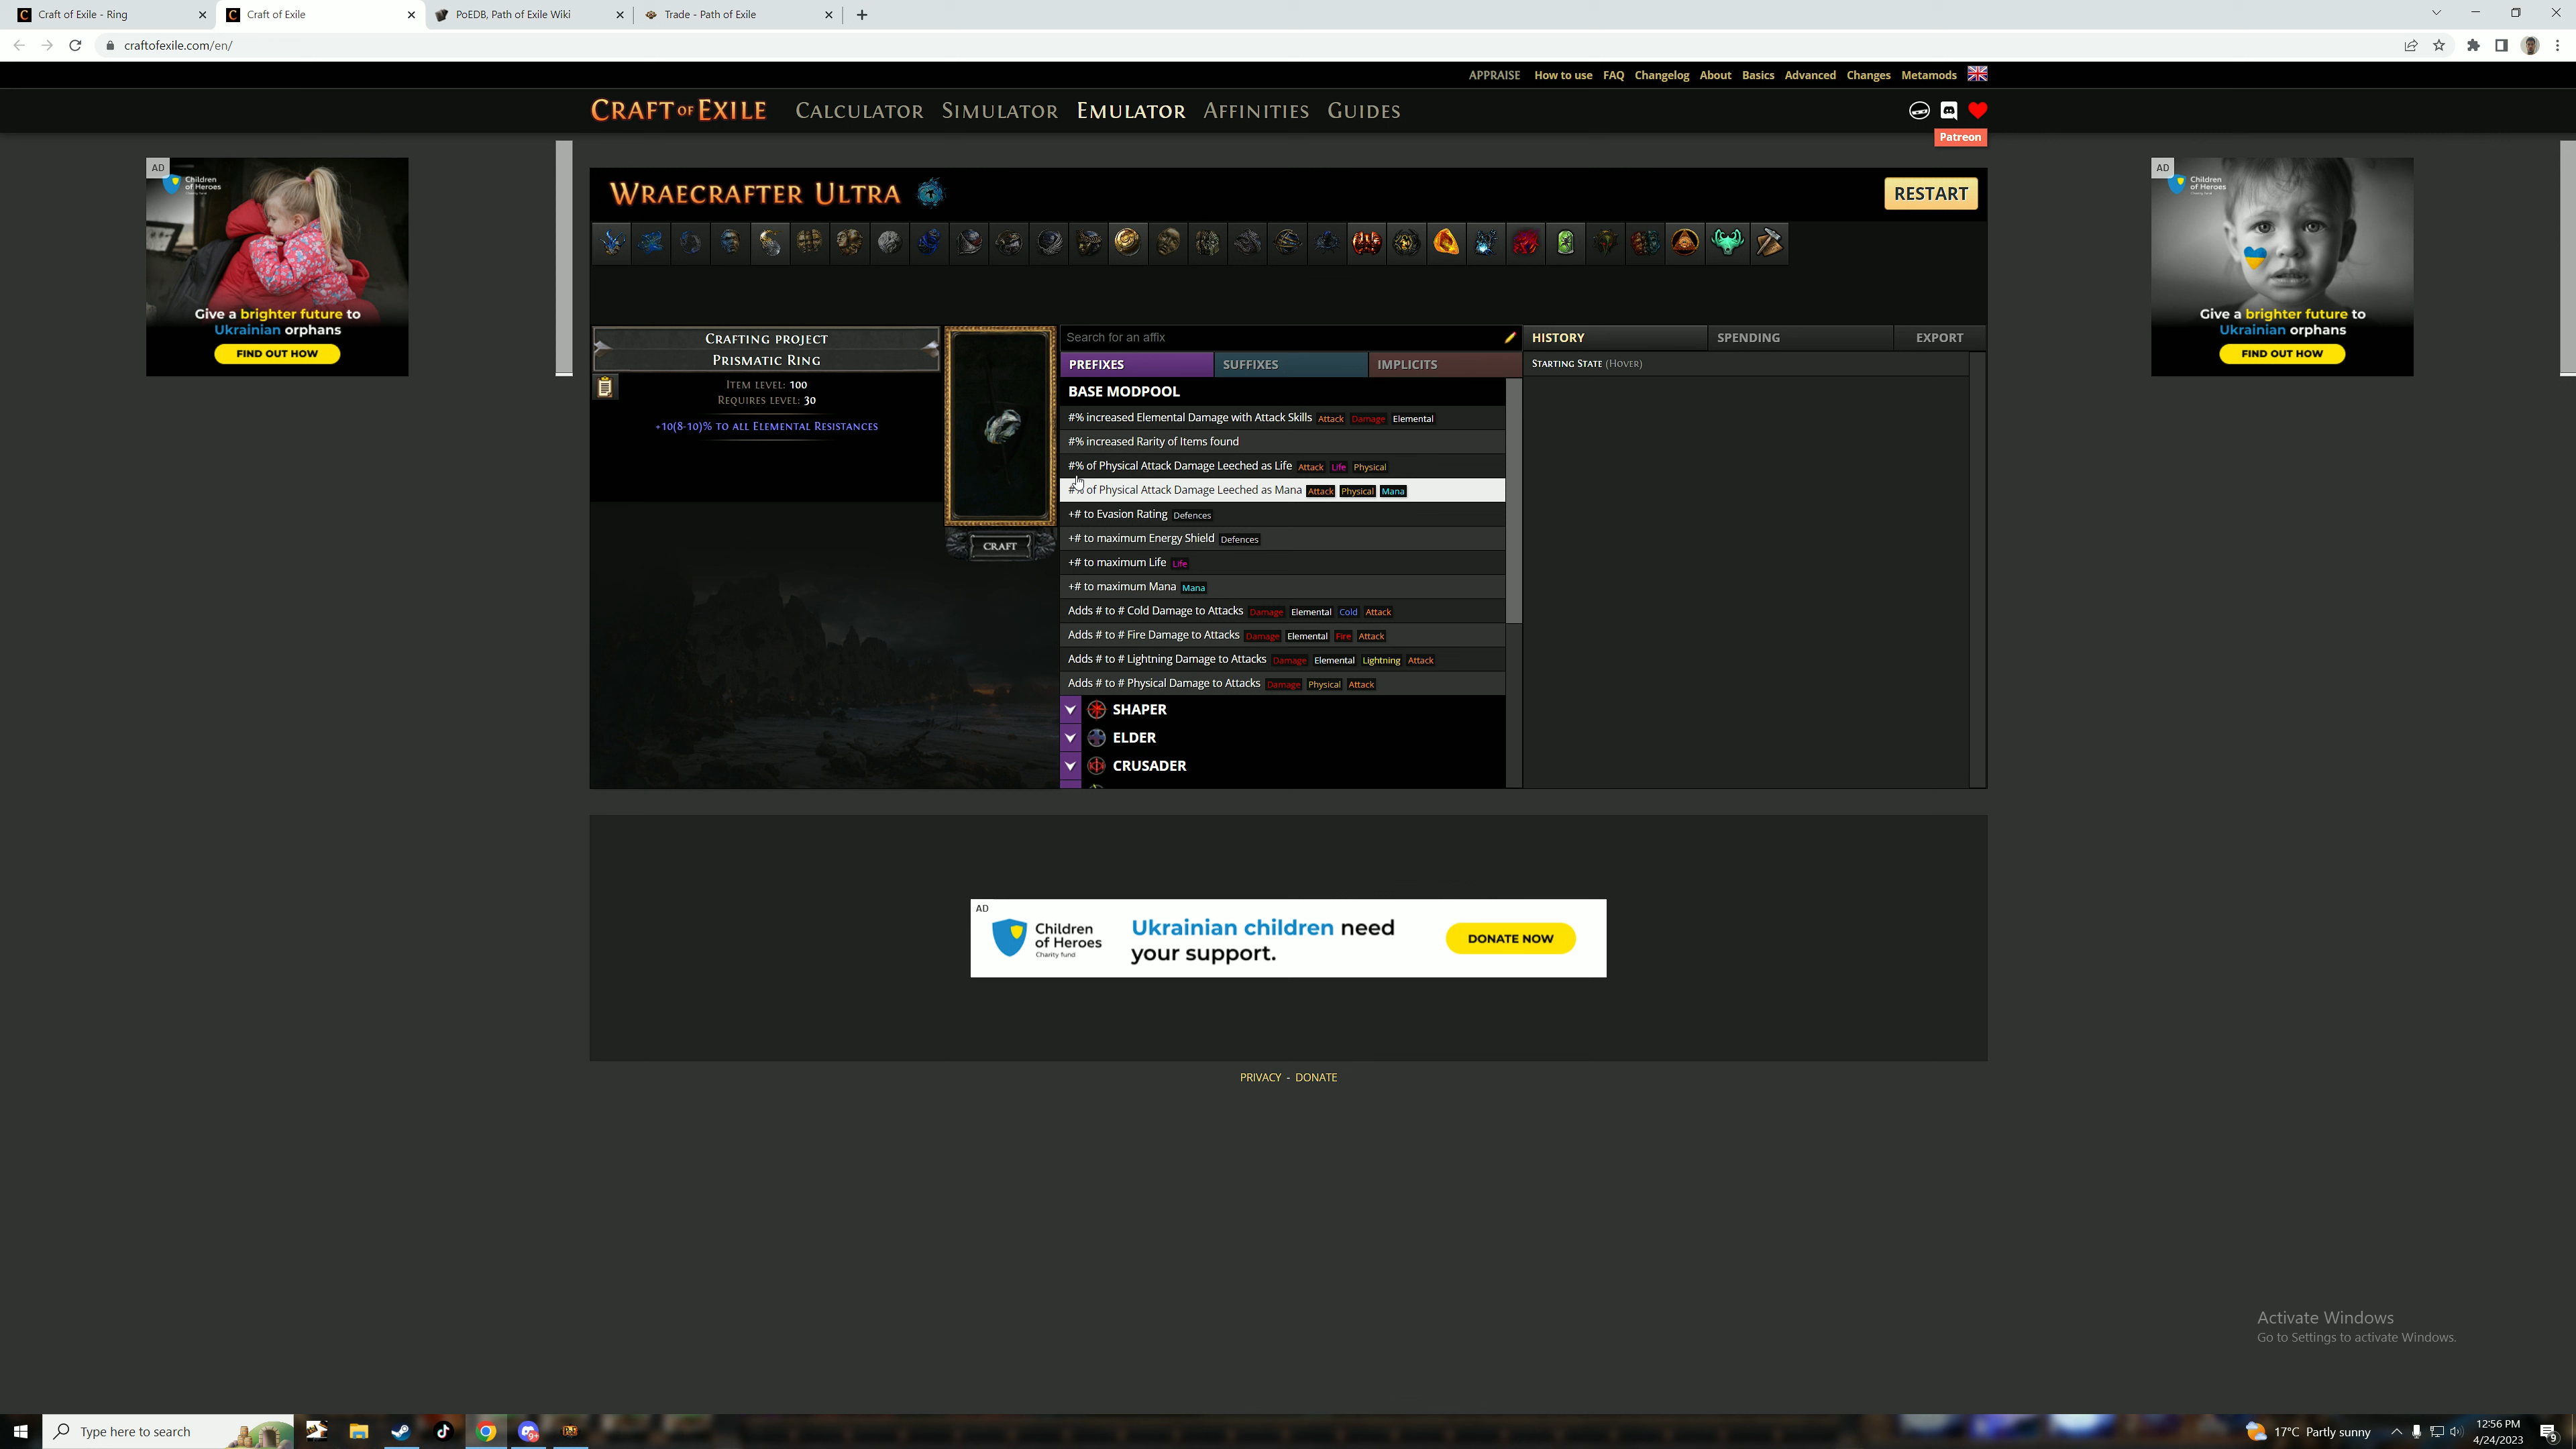 Craft of Exile - Ring
Craft of Exile
PoEDB, Path of Exile Wiki
Trade - Path of Exile
craftofexile.com/en/
APPRAISE How to use FAQ Changelog About Basics Advanced Changes Metamods
CRAFT OF EXILE CALCULATOR SIMULATOR EMULATOR AFFINITIES GUIDES
Patreon
AD
Children of Heroes
Charity fund
Give a brighter future to
Ukrainian orphans
FIND OUT HOW
WRAECRAFTER ULTRA
RESTART
CRAFTING PROJECT
PRISMATIC RING
ITEM LEVEL: 100
REQUIRES LEVEL: 30
+10(8-10)% TO ALL ELEMENTAL RESISTANCES
CRAFT
Search for an affix
PREFIXES SUFFIXES IMPLICITS
BASE MODPOOL
#% increased Elemental Damage with Attack Skills Attack Damage Elemental
#% increased Rarity of Items found
#% of Physical Attack Damage Leeched as Life Attack Life Physical
#% of Physical Attack Damage Leeched as Mana Attack Physical Mana
+# to Evasion Rating Defences
+# to maximum Energy Shield Defences
+# to maximum Life Life
+# to maximum Mana Mana
Adds # to # Cold Damage to Attacks Damage Elemental Cold Attack
Adds # to # Fire Damage to Attacks Damage Elemental Fire Attack
Adds # to # Lightning Damage to Attacks Damage Elemental Lightning Attack
Adds # to # Physical Damage to Attacks Damage Physical Attack
SHAPER
ELDER
CRUSADER
HISTORY SPENDING EXPORT
STARTING STATE (HOVER)
AD
Children of Heroes
Charity fund
Give a brighter future to
Ukrainian orphans
FIND OUT HOW
AD
Children
of Heroes
Charity fund
Ukrainian children need
your support.
DONATE NOW
PRIVACY - DONATE
Activate Windows
Go to Settings to activate Windows.
Type here to search
17°C Partly sunny
12:56 PM
4/24/2023
9